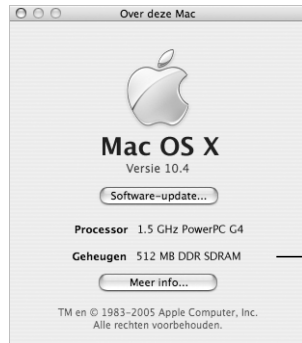 Over deze Mac
Mac OS X
Versie 10.4
Software-update...
Processor 1.5 GHz PowerPC G4
Geheugen 512 MB DDR SDRAM
Meer info...
TM en © 1983-2005 Apple Computer, Inc.
Alle rechten voorbehouden.